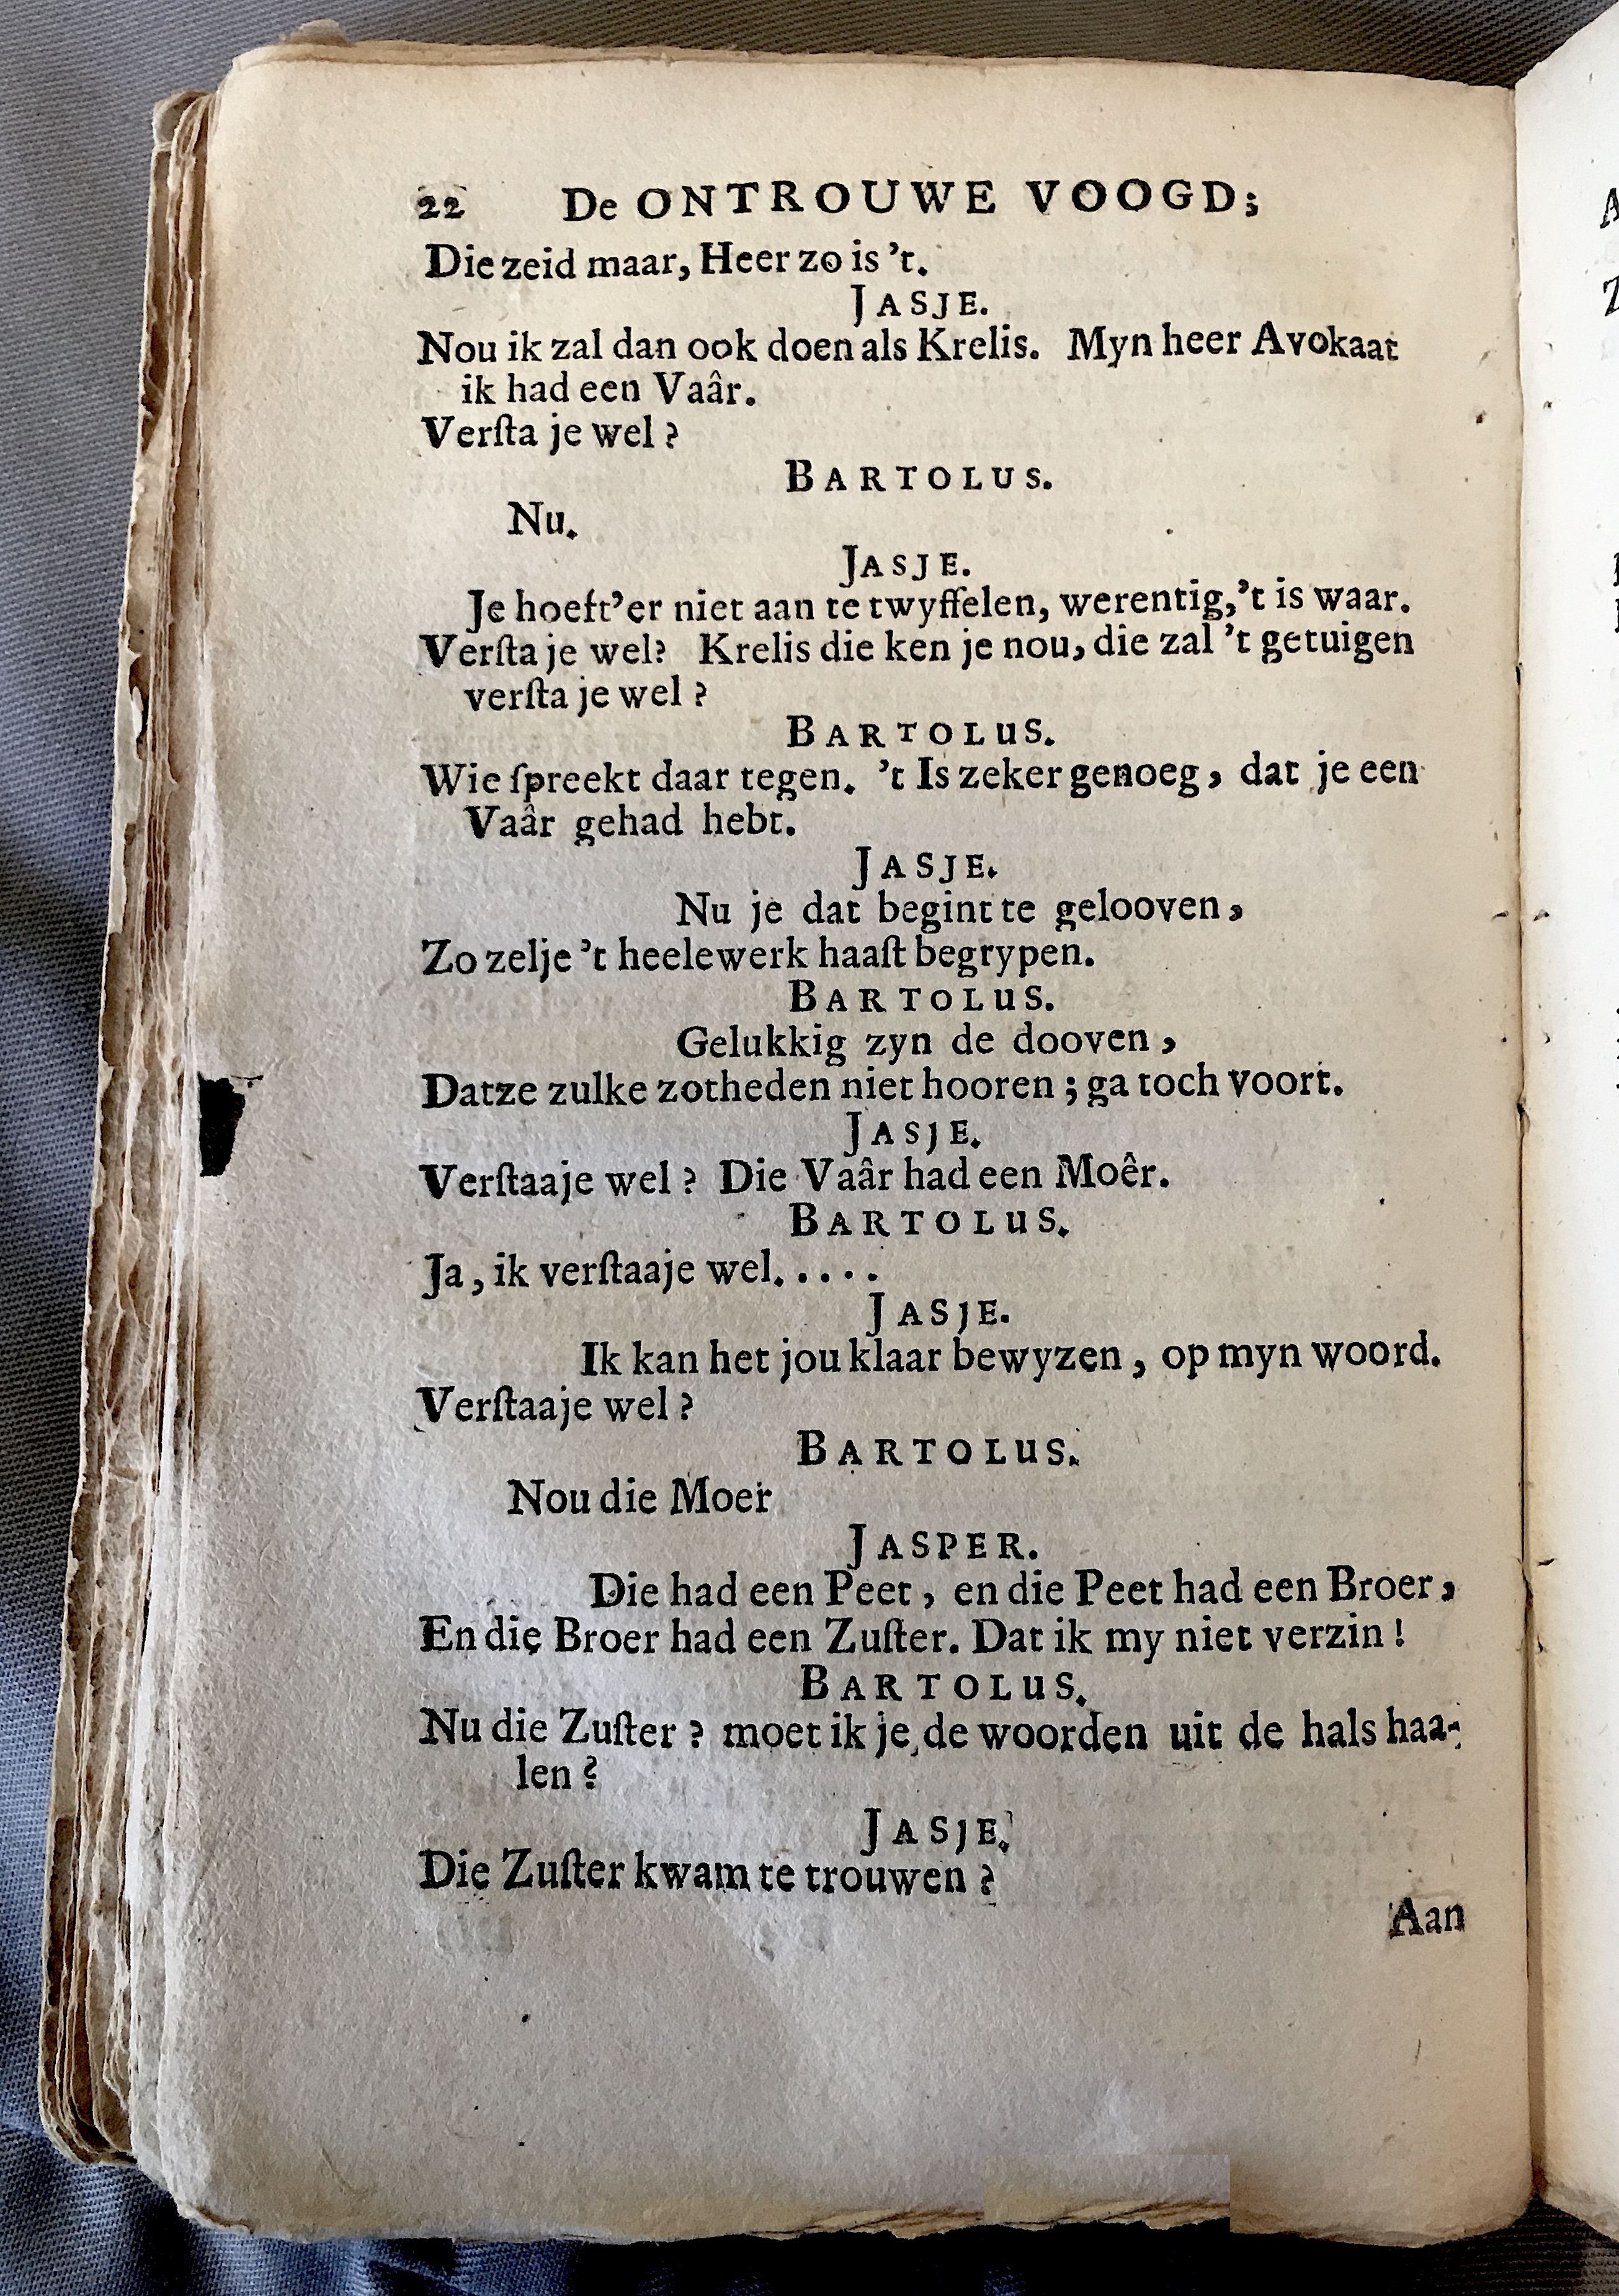 22 De ONTROUWE VOOGD;
Die zeid maar, Heer zo is 't.
JASJE.
Nou ik zal dan ook doen als Krelis. Myn heer Avokaat
ik had een Vaâr.
Verſta je wel?
BARTOLUS.
Nu.
JASJE.
Je hoeft'er niet aan te twyffelen, werentig,'t is waar.
Verſta je wel? Krelis die ken je nou, die zal 't getuigen
verſta je wel?
BARTOLUS.
Wie ſpreekt daar tegen. 't Is zeker genoeg, dat je een
Vaâr gehad hebt.
JASJE.
Nu je dat begint te gelooven,
Zo zelje 't heelewerk haaſt begrypen.
BARTOLUS.
Gelukkig zyn de dooven,
Datze zulke zotheden niet hooren; ga toch voort.
JASJE.
Verſtaaje wel? Die Vaâr had een Moêr.
BARTOLUS.
Ja, ik verſtaaje wel.....
JASJE.
Ik kan het jou klaar bewyzen, op myn woord.
Verſtaaje wel?
BARTOLUS.
Nou die Moer
JASPER.
Die had een Peet, en die Peet had een Broer,
En die Broer had een Zuſter. Dat ik my niet verzin!
BARTOLUS.
Nu die Zuſter? moet ik je de woorden uit de hals haa-
len?
JASJE.
Die Zuſter kwam te trouwen?
Aan